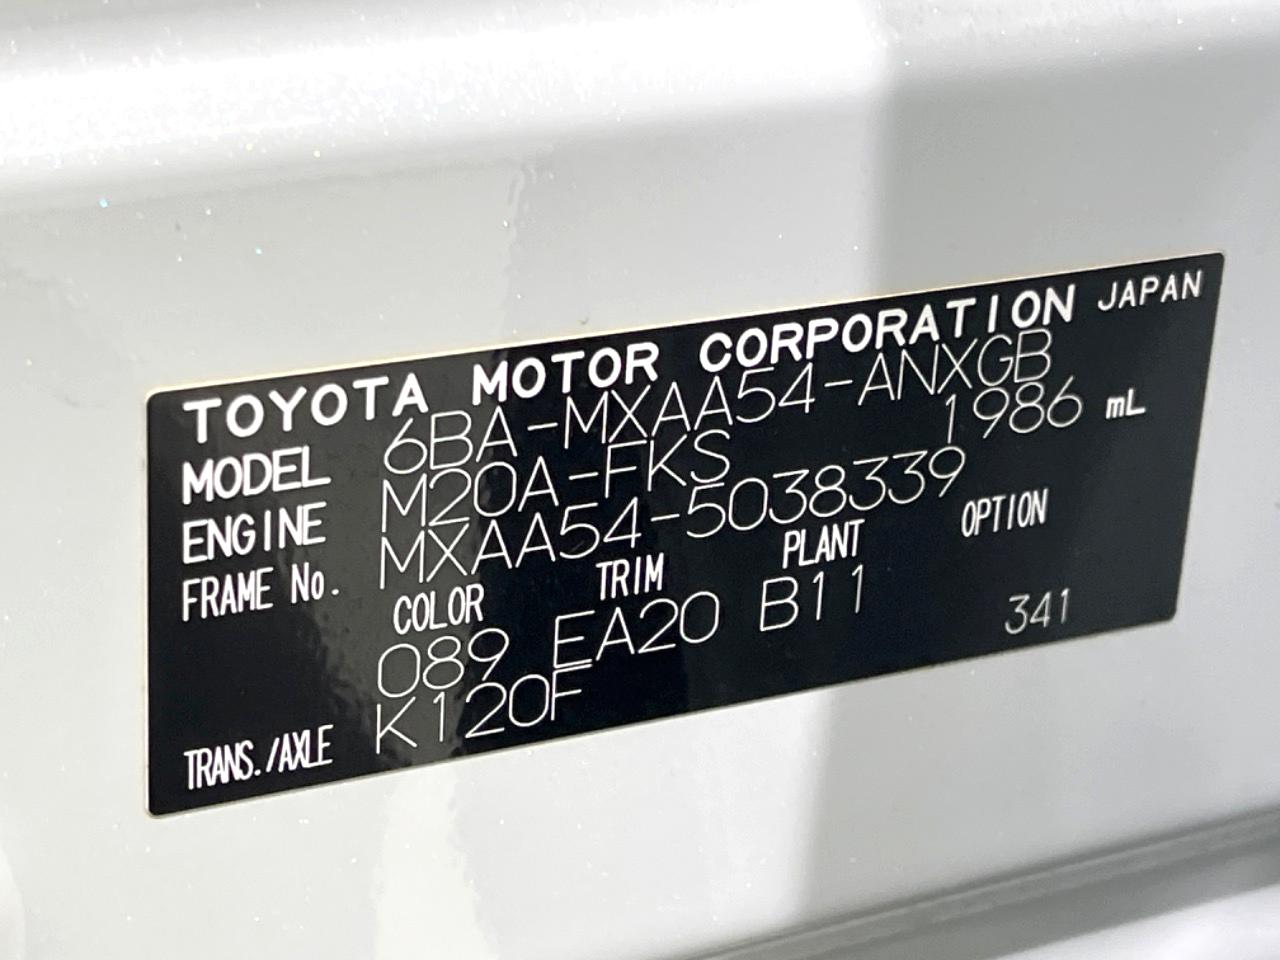 TOYOTA MOTOR CORPORATION JAPAN
MODEL 6BA-MXAA54-ANXGB
ENGINE M20A-FKS 1986 mL
FRAME No. MXAA54-5038339
COLOR TRIM PLANT OPTION
089 EA20 B11 341
TRANS./AXLE K120F